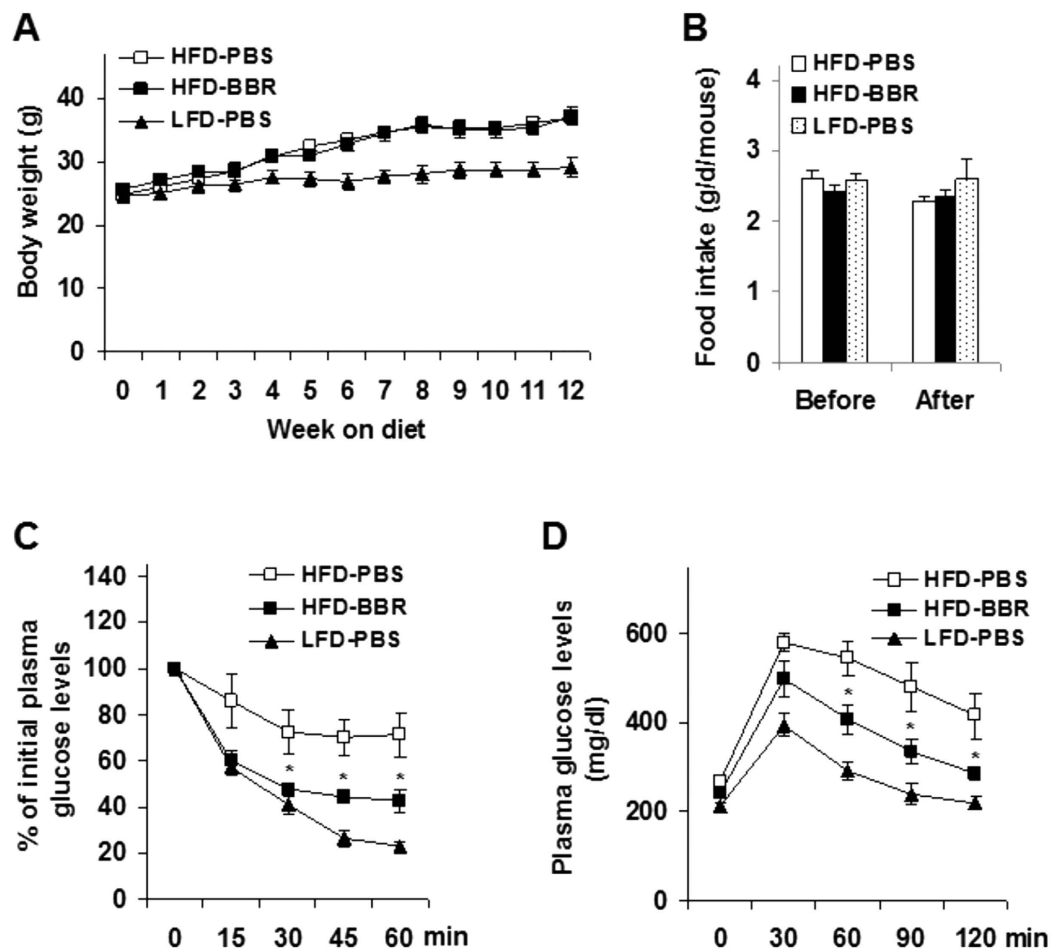 A
HFD-PBS
HFD-BBR
LFD-PBS
Body weight (g)
40
30
20
10
0
0 1 2 3 4 5 6 7 8 9 10 11 12
Week on diet
B
HFD-PBS
HFD-BBR
LFD-PBS
Food intake (g/d/mouse)
4
3
2
1
0
Before After
C
HFD-PBS
HFD-BBR
LFD-PBS
% of initial plasma
glucose levels
140
120
100
80
60
40
20
0
* * *
0 15 30 45 60 min
D
HFD-PBS
HFD-BBR
LFD-PBS
Plasma glucose levels
(mg/dl)
600
400
200
0
* * *
0 30 60 90 120 min